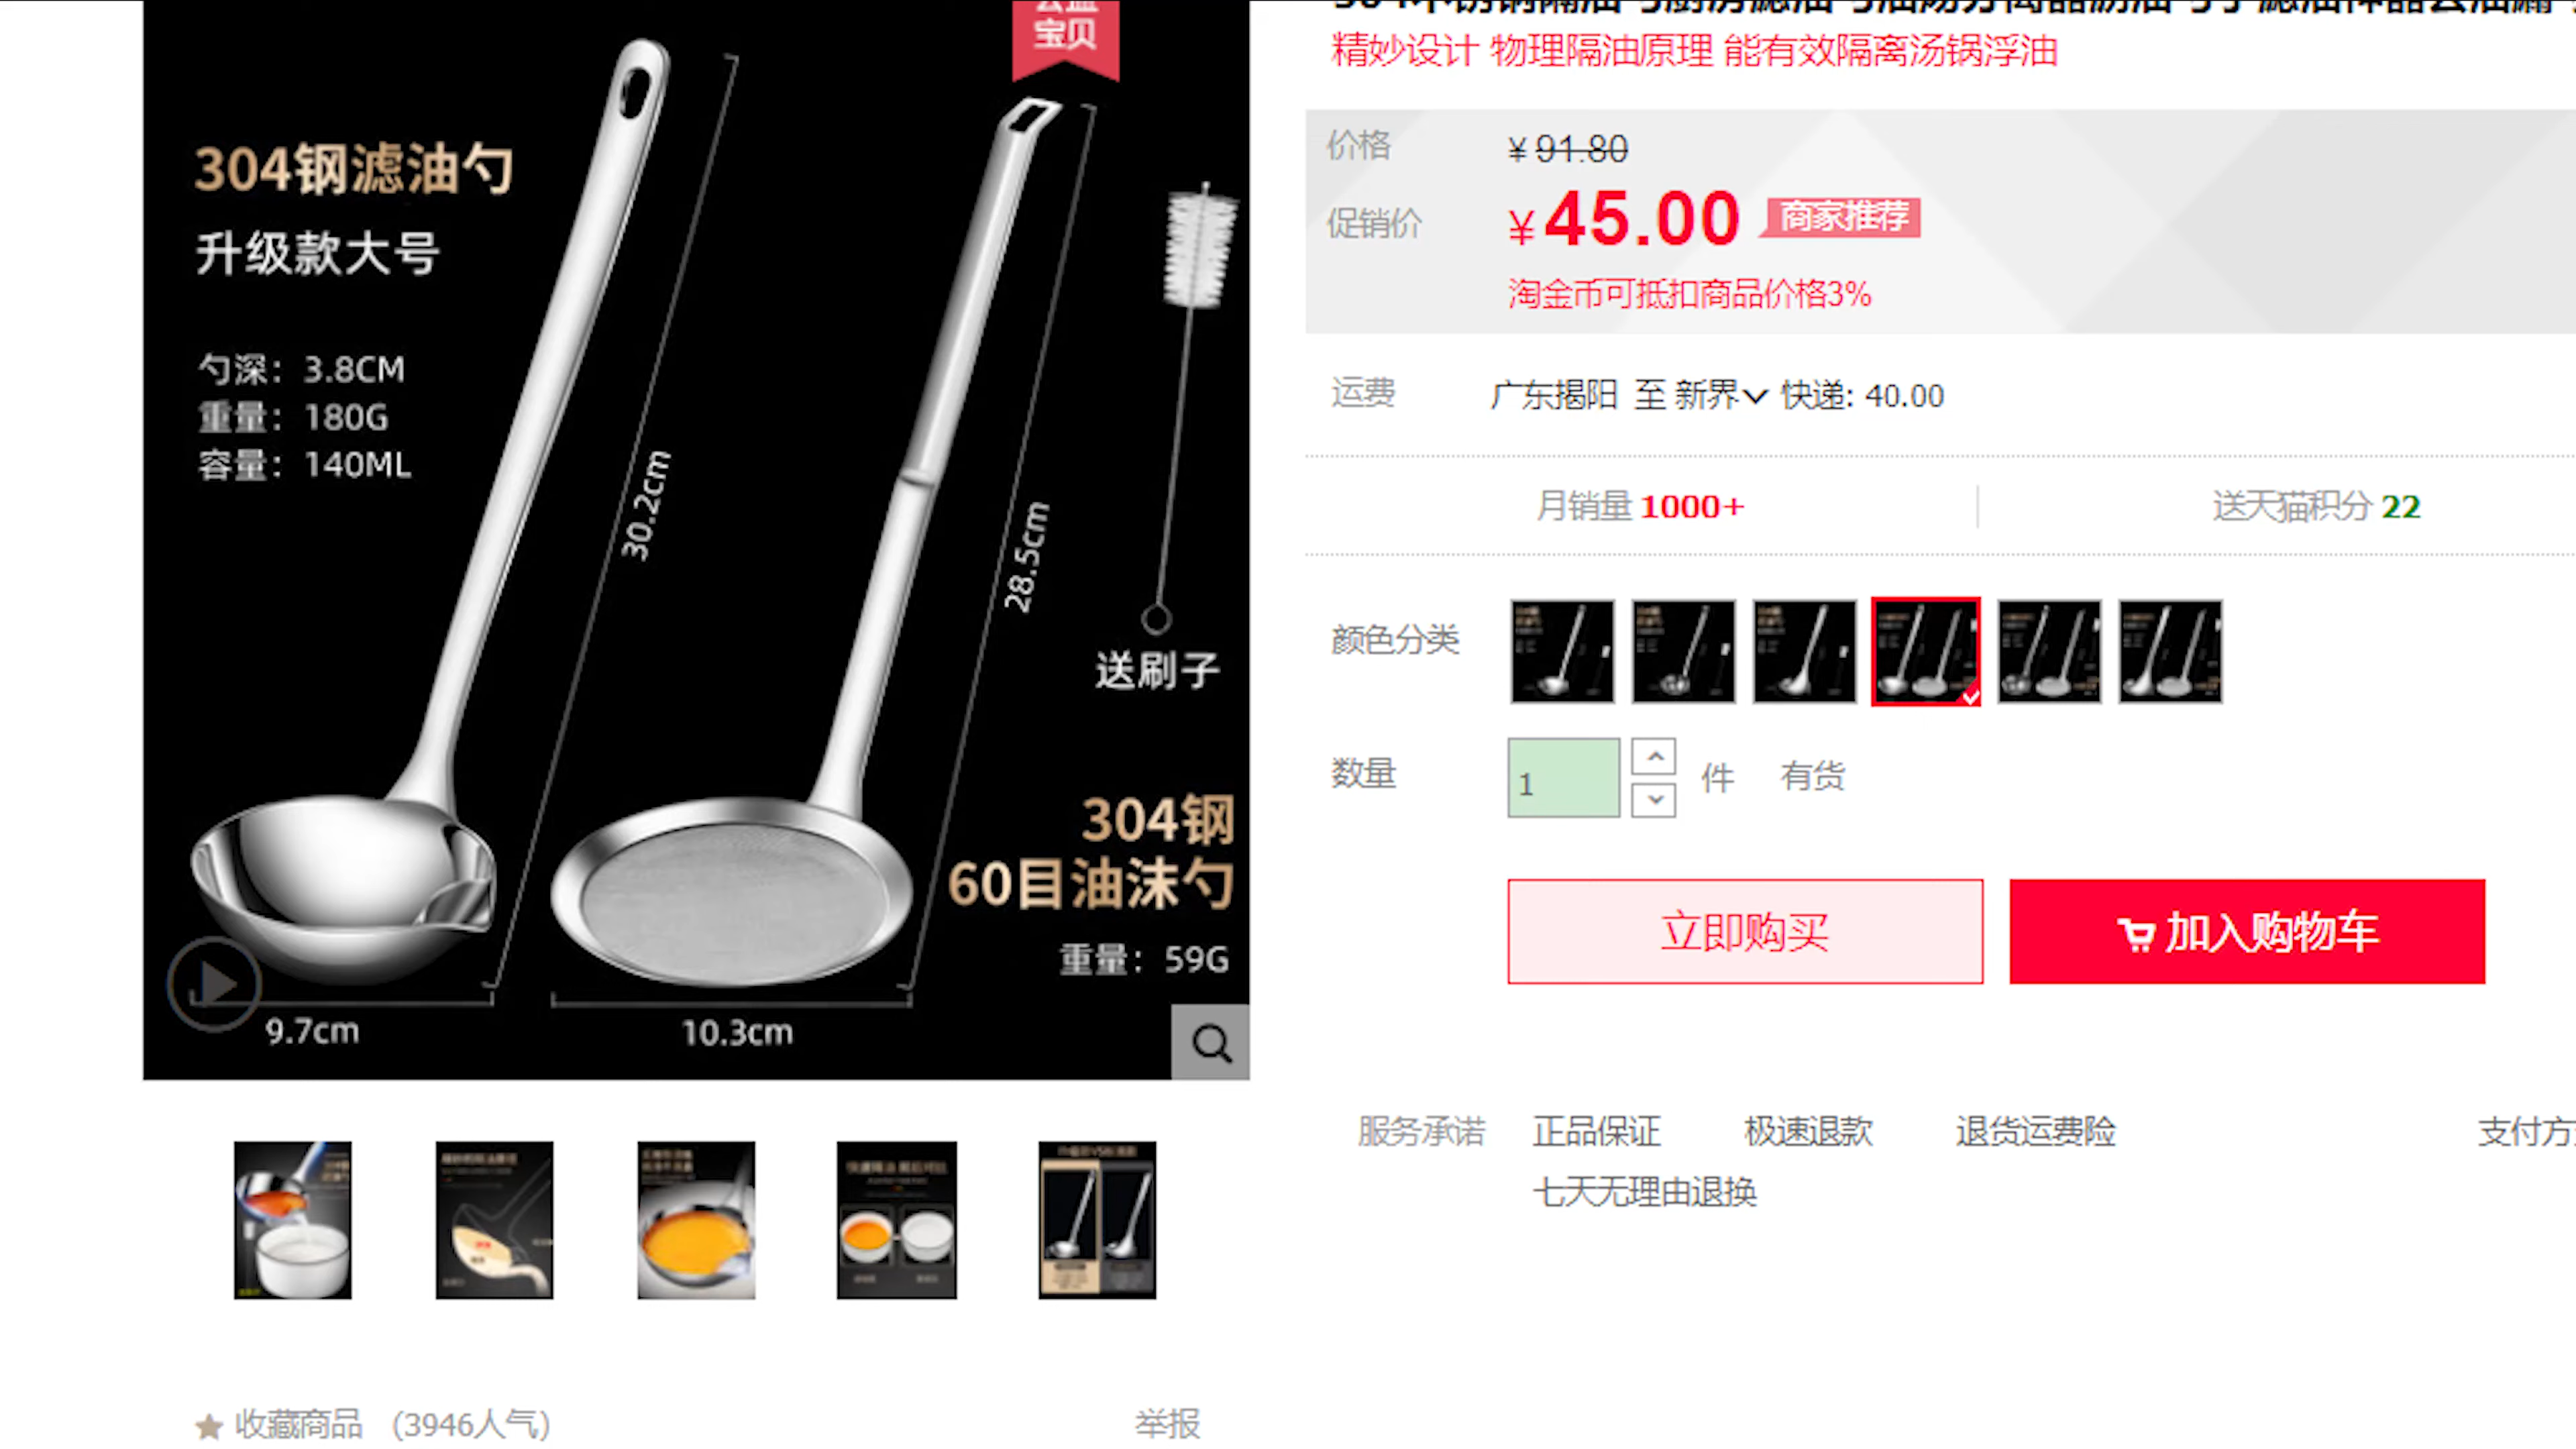 宝贝
304钢滤油勺
升级款大号
勺深：3.8CM
重量：180G
容量：140ML
30.2cm
28.5cm
送刷子
304钢
60目油沫勺
重量：59G
9.7cm
10.3cm
收藏商品 (3946人气)
举报
精妙设计 物理隔油原理 能有效隔离汤锅浮油
价格 ¥91.80
促销价 ¥45.00 商家推荐
淘金币可抵扣商品价格3%
运费 广东揭阳 至 新界 快递: 40.00
月销量 1000+ 送天猫积分 22
颜色分类
数量 1 件 有货
立即购买 加入购物车
服务承诺 正品保证 极速退款 退货运费险 支付方
七天无理由退换